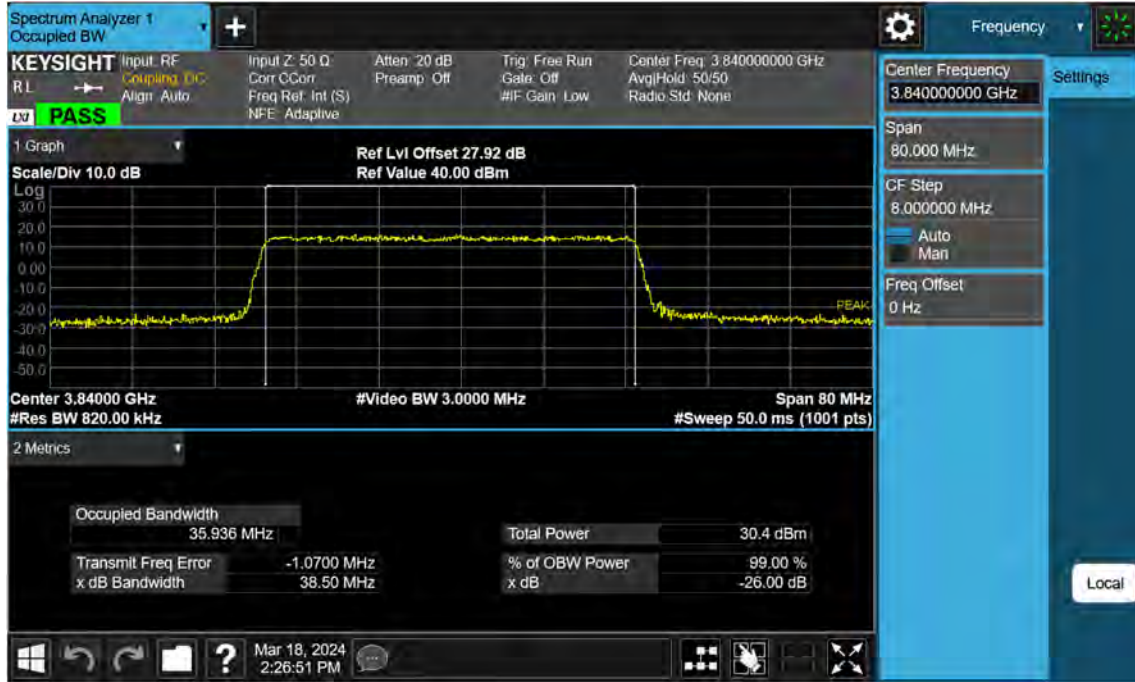 Spectrum Analyzer 1
Occupied BW
+
Frequency
KEYSIGHT
RL
LXI
PASS
Input: RF
Coupling: DC
Align: Auto
Input Z: 50 Ω
Corr CCorr
Freq Ref: Int (S)
NFE: Adaptive
Atten: 20 dB
Preamp: Off
Trig: Free Run
Gate: Off
#IF Gain: Low
Center Freq: 3.840000000 GHz
Avg|Hold: 50/50
Radio Std: None
Center Frequency
3.840000000 GHz
Settings
Span
80.000 MHz
CF Step
8.000000 MHz
Auto
Man
Freq Offset
0 Hz
Local
1 Graph
Scale/Div 10.0 dB
Ref Lvl Offset 27.92 dB
Ref Value 40.00 dBm
Log
30.0
20.0
10.0
0.00
-10.0
-20.0
-30.0
-40.0
-50.0
PEAK
Center 3.84000 GHz
#Video BW 3.0000 MHz
Span 80 MHz
#Res BW 820.00 kHz
#Sweep 50.0 ms (1001 pts)
2 Metrics
Occupied Bandwidth
35.936 MHz
Total Power 30.4 dBm
Transmit Freq Error -1.0700 MHz
% of OBW Power 99.00 %
x dB Bandwidth 38.50 MHz
x dB -26.00 dB
?
Mar 18, 2024
2:26:51 PM